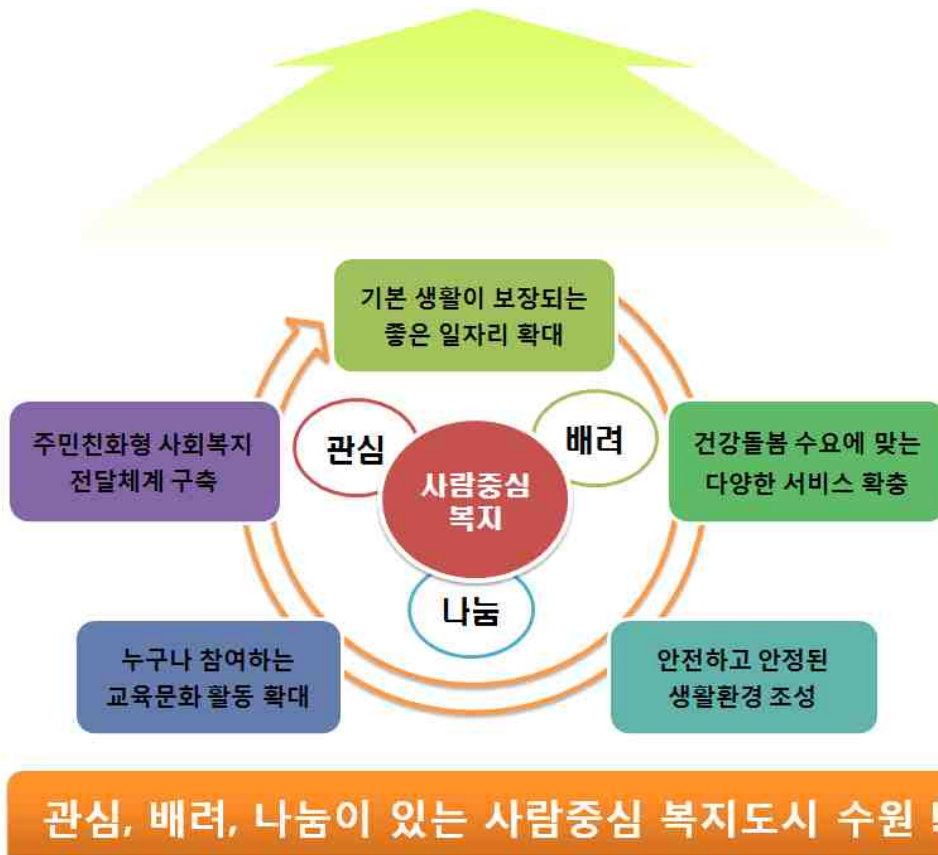 기본 생활이 보장되는
좋은 일자리 확대
관심
배려
주민친화형 사회복지
전달체계 구축
사람중심
복지
건강돌봄 수요에 맞는
다양한 서비스 확충
나눔
누구나 참여하는
교육문화 활동 확대
안전하고 안정된
생활환경 조성
관심, 배려, 나눔이 있는 사람중심 복지도시 수원 !